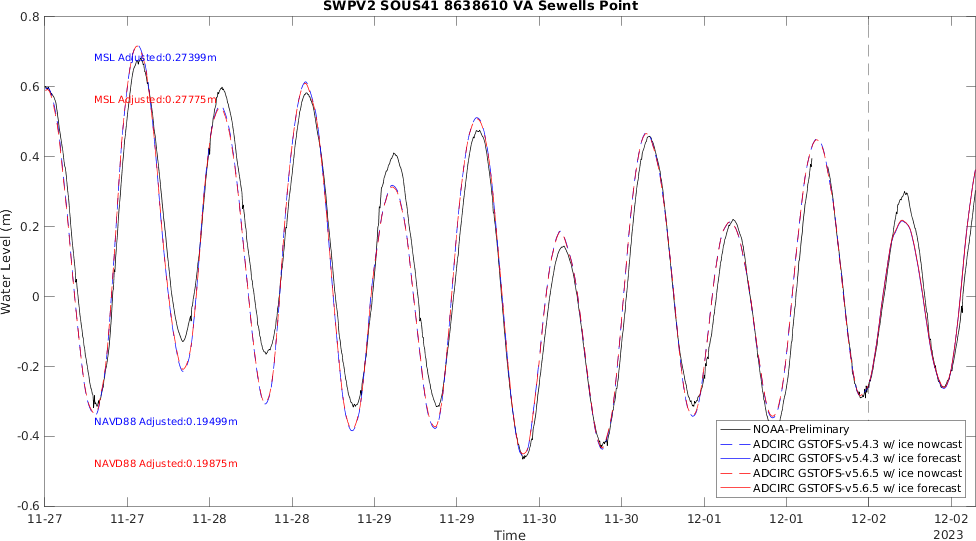 SWPV2 SOUS41 8638610 VA Sewells Point
0.8
0.6
0.4
0.2
0
-0.2
-0.4
-0.6
Water Level (m)
MSL Adjusted:0.27399m
MSL Adjusted:0.27775m
NAVD88 Adjusted:0.19499m
NAVD88 Adjusted:0.19875m
NOAA-Preliminary
ADCIRC GSTOFS-v5.4.3 w/ ice nowcast
ADCIRC GSTOFS-v5.4.3 w/ ice forecast
ADCIRC GSTOFS-v5.6.5 w/ ice nowcast
ADCIRC GSTOFS-v5.6.5 w/ ice forecast
11-27 11-27 11-28 11-28 11-29 11-29 11-30 11-30 12-01 12-01 12-02 12-02
Time
2023